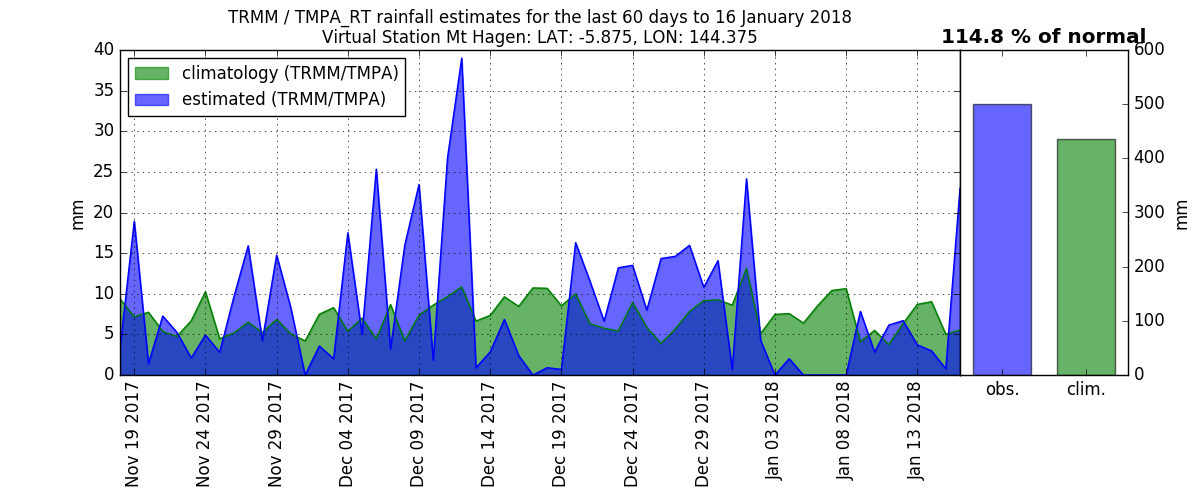 TRMM / TMPA_RT rainfall estimates for the last 60 days to 16 January 2018
Virtual Station Mt Hagen: LAT: -5.875, LON: 144.375
114.8 % of normal
climatology (TRMM/TMPA)
estimated (TRMM/TMPA)
mm
40
35
30
25
20
15
10
5
0
Nov 19 2017
Nov 24 2017
Nov 29 2017
Dec 04 2017
Dec 09 2017
Dec 14 2017
Dec 19 2017
Dec 24 2017
Dec 29 2017
Jan 03 2018
Jan 08 2018
Jan 13 2018
obs.
clim.
600
500
400
300
200
100
0
mm